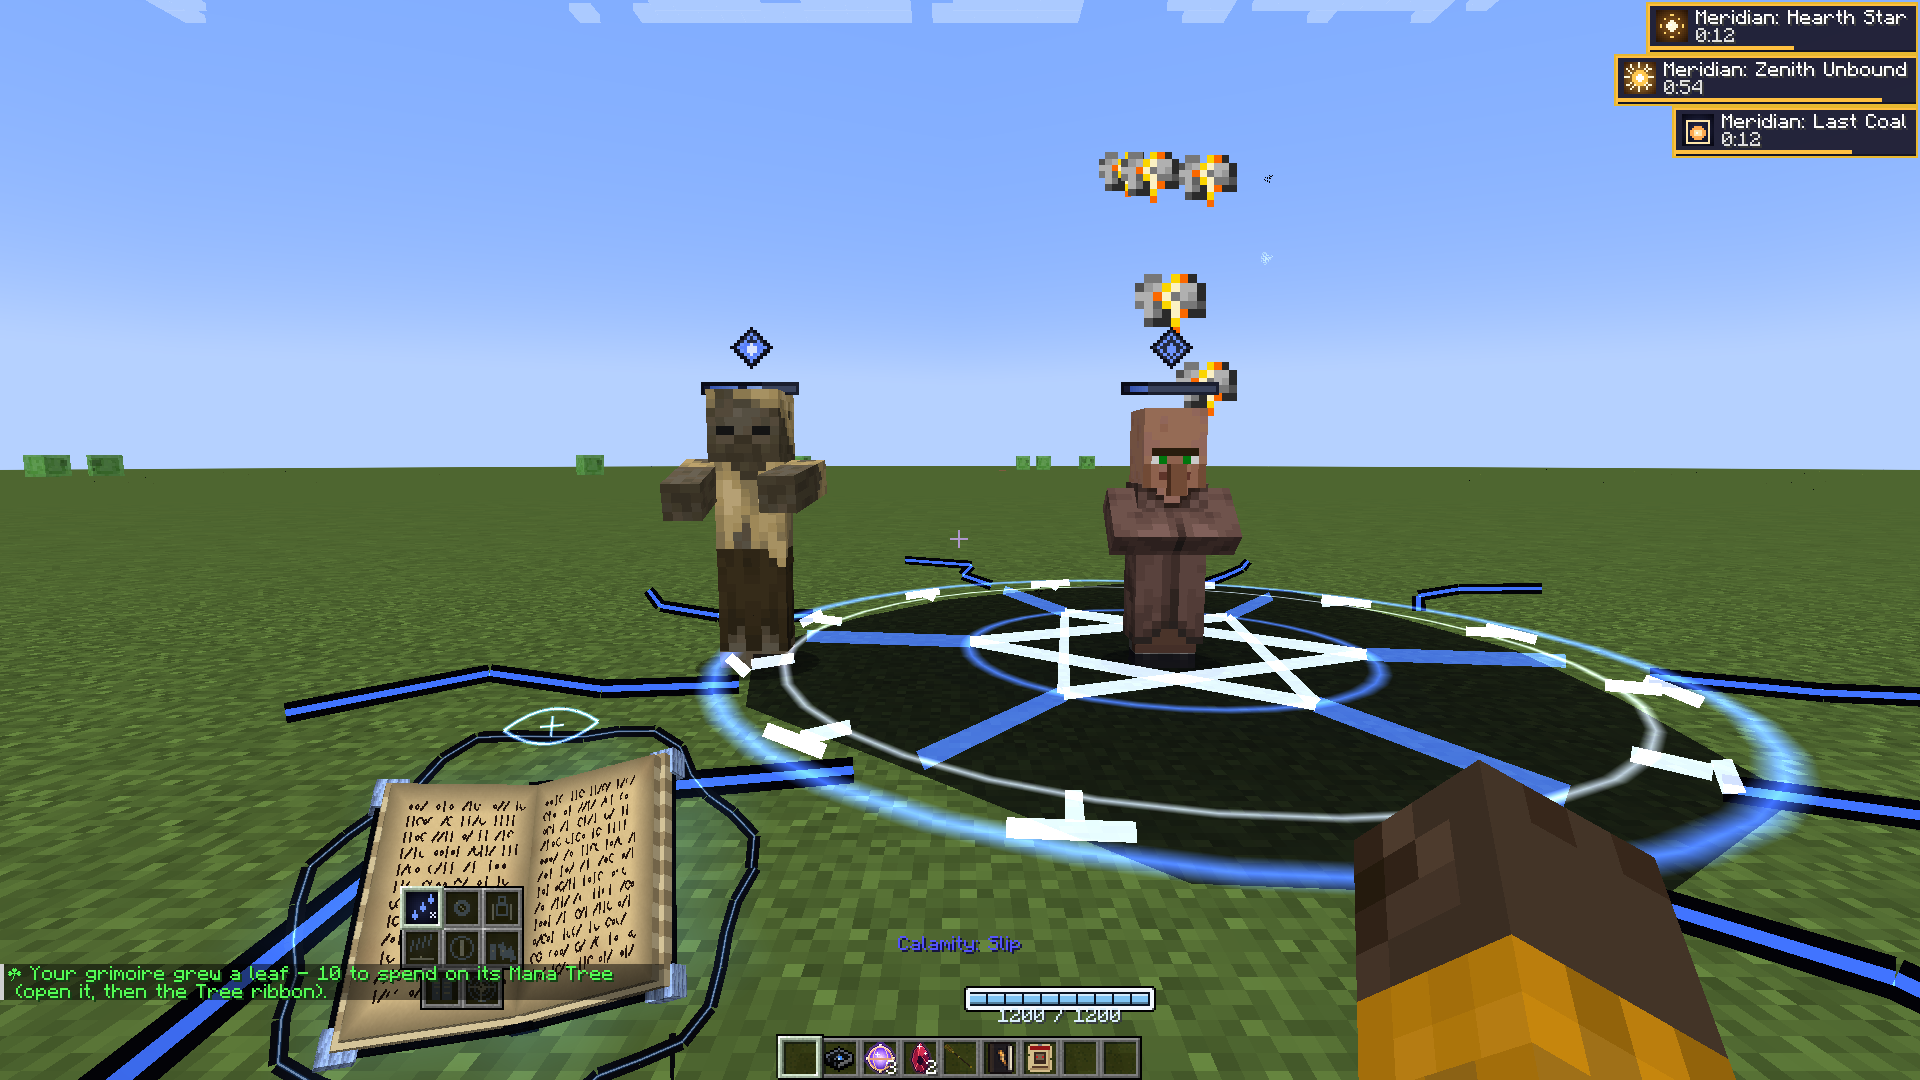 Meridian: Hearth Star
0:12
Meridian: Zenith Unbound
0:54
Meridian: Last Coal
0:12
Calamity: Slip
Your grimoire grew a leaf - 10 to spend on its Mana Tree
(open it, then the Tree ribbon).
1200 / 1200
3
2